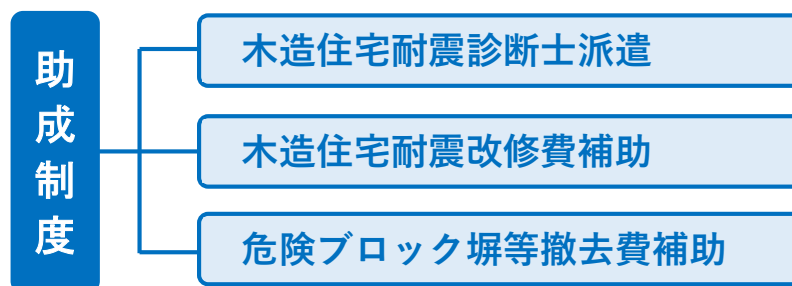 助成制度
木造住宅耐震診断士派遣
木造住宅耐震改修費補助
危険ブロック塀等撤去費補助